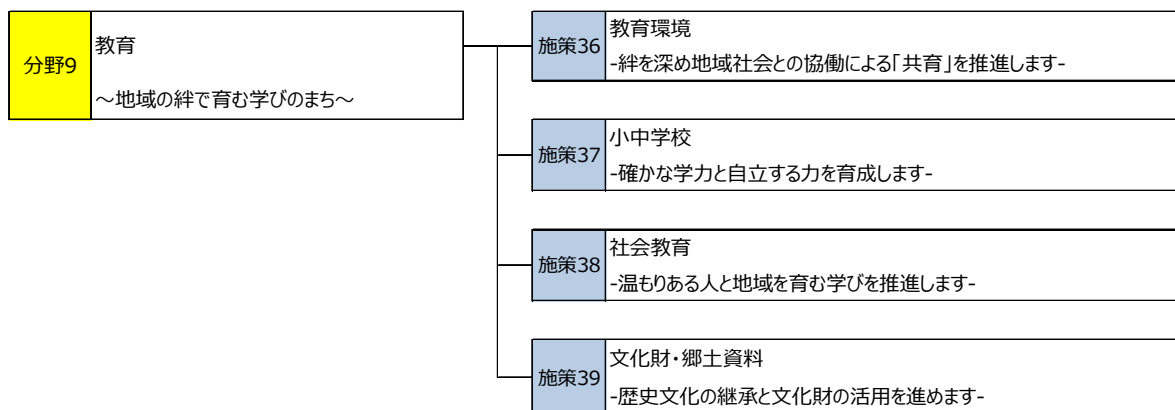 分野9
教育
～地域の絆で育む学びのまち～
施策36
教育環境
-絆を深め地域社会との協働による「共育」を推進します-
施策37
小中学校
-確かな学力と自立する力を育成します-
施策38
社会教育
-温もりある人と地域を育む学びを推進します-
施策39
文化財・郷土資料
-歴史文化の継承と文化財の活用を進めます-